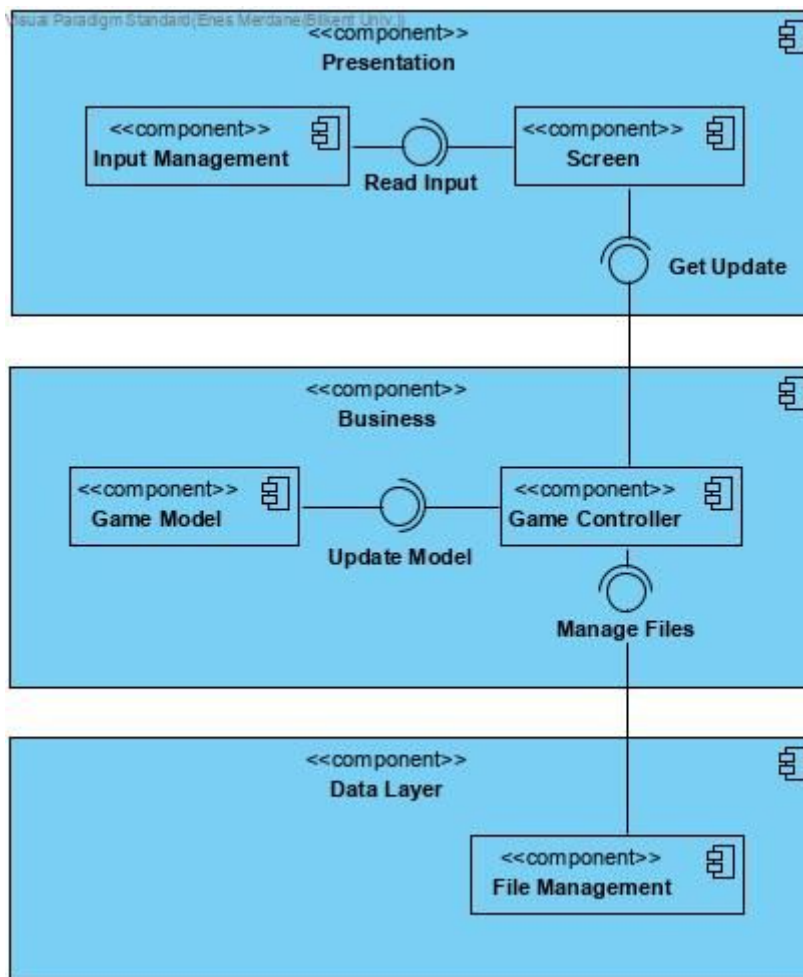 Visual Paradigm Standard(Enes Merdane(Bilkent Univ.))
<<component>>
Presentation
<<component>>
Input Management
Read Input
<<component>>
Screen
Get Update
<<component>>
Business
<<component>>
Game Model
Update Model
<<component>>
Game Controller
Manage Files
<<component>>
Data Layer
<<component>>
File Management